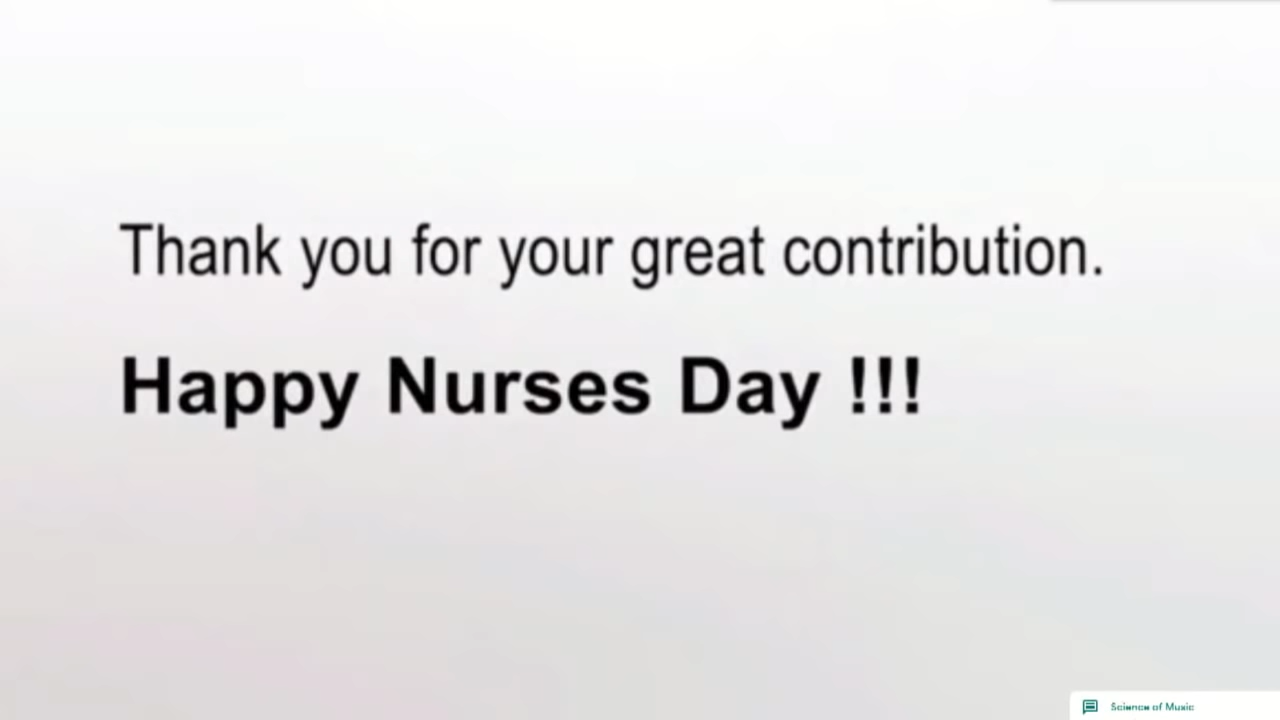 Thank you for your great contribution.
Happy Nurses Day !!!
Science of Music